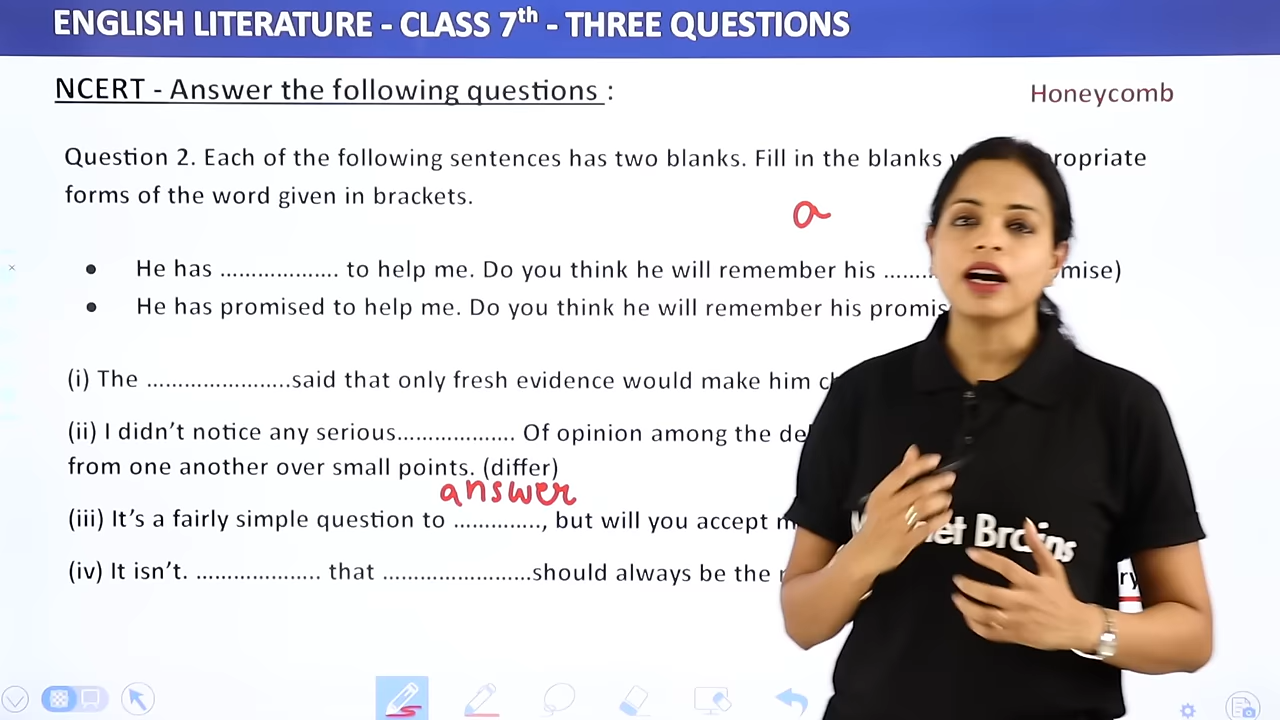 ENGLISH LITERATURE - CLASS 7th - THREE QUESTIONS
NCERT - Answer the following questions :
Honeycomb
Question 2. Each of the following sentences has two blanks. Fill in the blanks
forms of the word given in brackets.
a
He has .................. to help me. Do you think he will remember his ........
He has promised to help me. Do you think he will remember his
(i) The ......................said that only fresh evidence would make him
(ii) I didn't notice any serious.................. Of opinion among the
from one another over small points. (differ)
answer
(iii) It's a fairly simple question to ............., but will you accept
(iv) It isn't. ................... that .......................should always be the